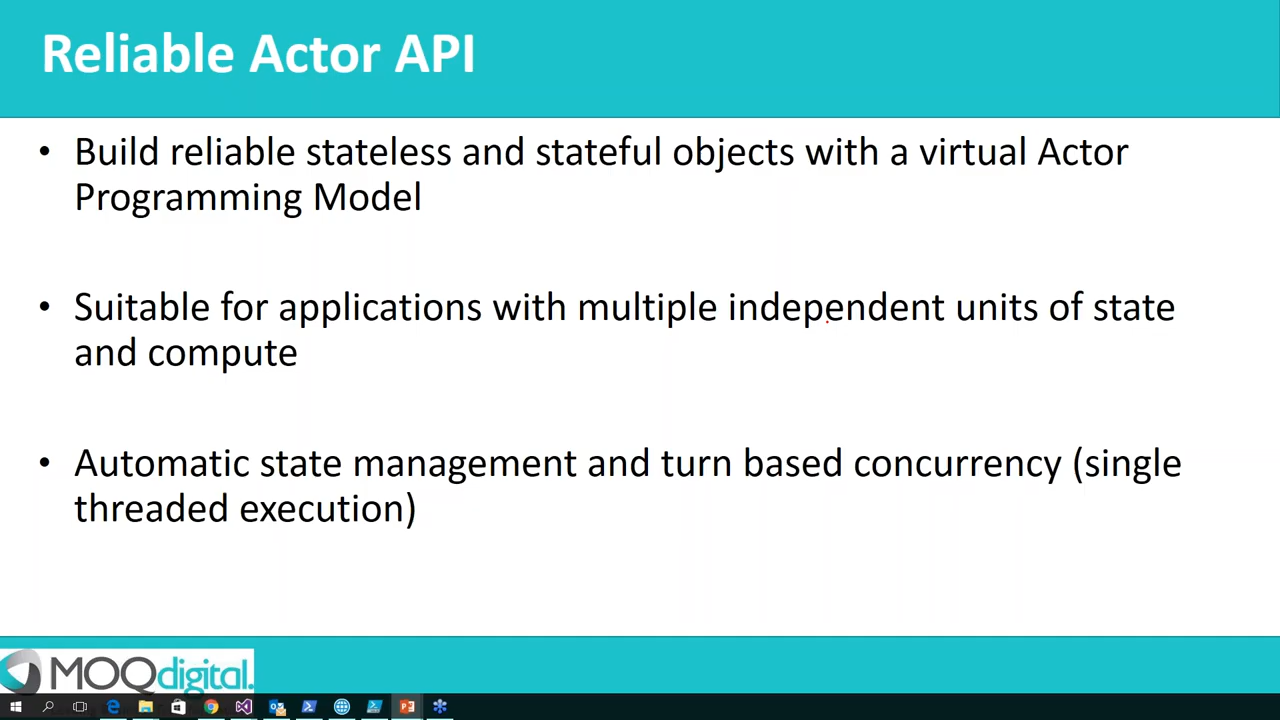 Reliable Actor API
• Build reliable stateless and stateful objects with a virtual Actor
Programming Model
• Suitable for applications with multiple independent units of state
and compute
• Automatic state management and turn based concurrency (single
threaded execution)
MOQdigital.